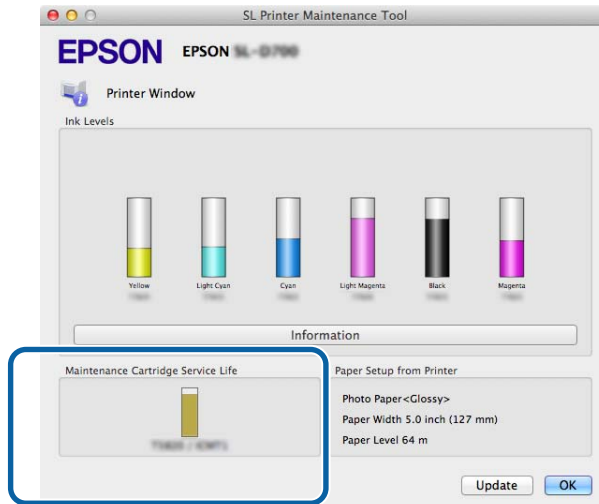 SL Printer Maintenance Tool
EPSON EPSON
Printer Window
Ink Levels
Yellow Light Cyan Cyan Light Magenta Black Magenta
Information
Maintenance Cartridge Service Life
Paper Setup from Printer
Photo Paper<Glossy>
Paper Width 5.0 inch (127 mm)
Paper Level 64 m
Update OK